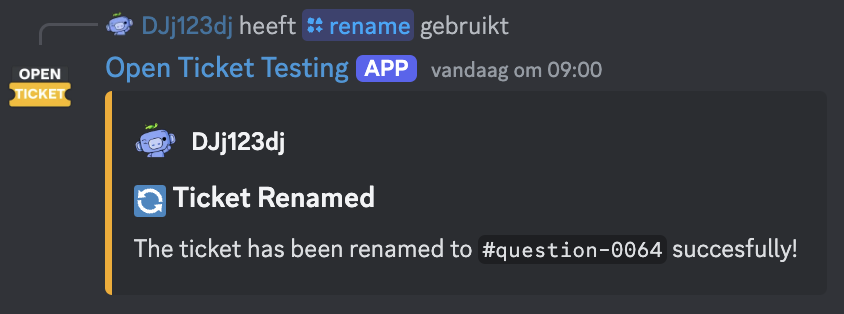 DJj123dj heeft rename gebruikt
OPEN
TICKET
Open Ticket Testing APP vandaag om 09:00
DJj123dj
Ticket Renamed
The ticket has been renamed to #question-0064 succesfully!